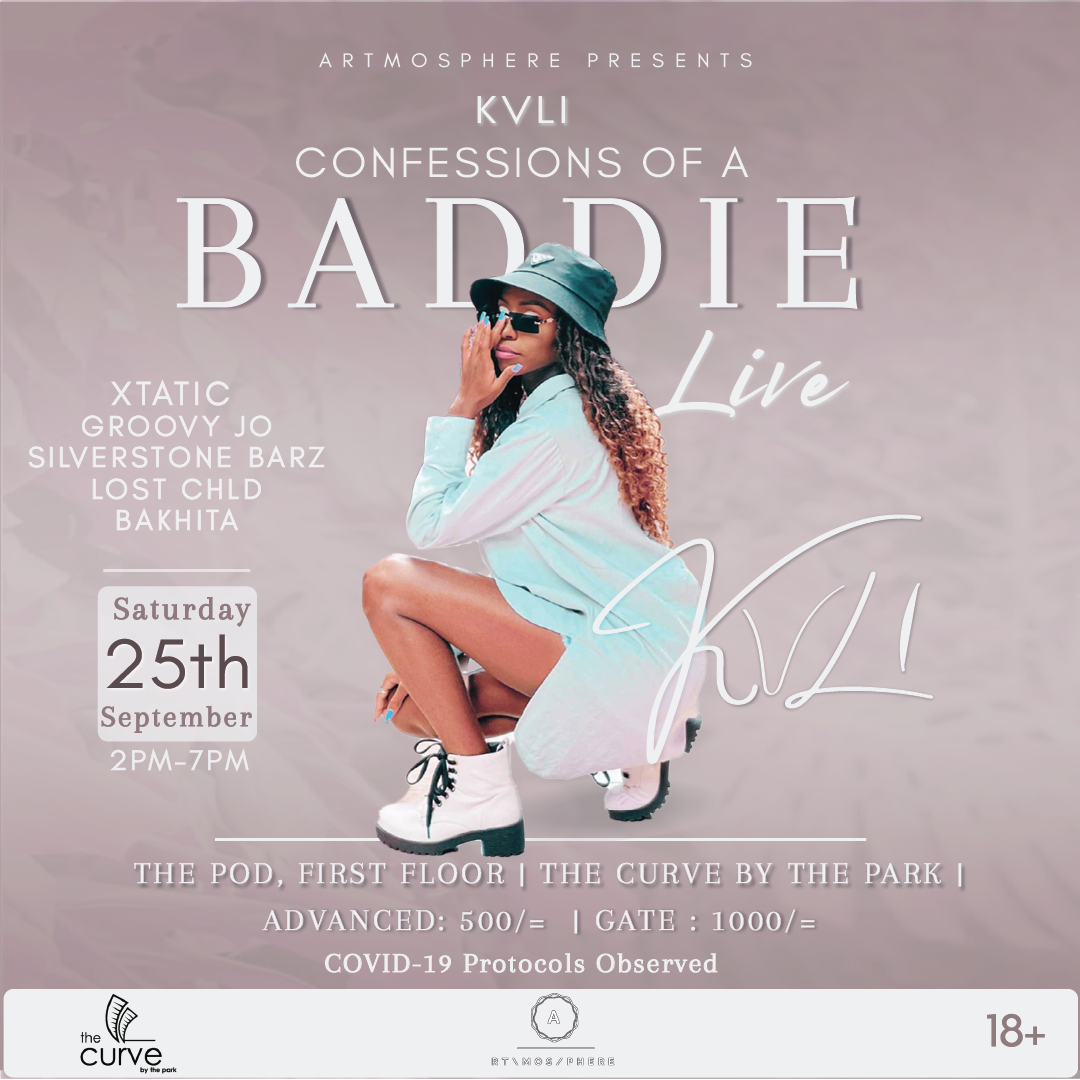 ARTMOSPHERE PRESENTS
KVLI
CONFESSIONS OF A
BADDIE
Live
XTATIC
GROOVY JO
SILVERSTONE BARZ
LOST CHLD
BAKHITA
KVLI
Saturday
25th
September
2PM-7PM
THE POD, FIRST FLOOR | THE CURVE BY THE PARK |
ADVANCED: 500/= | GATE : 1000/=
COVID-19 Protocols Observed
the
curve
by the park
A
RT\MOS/PHERE
18+